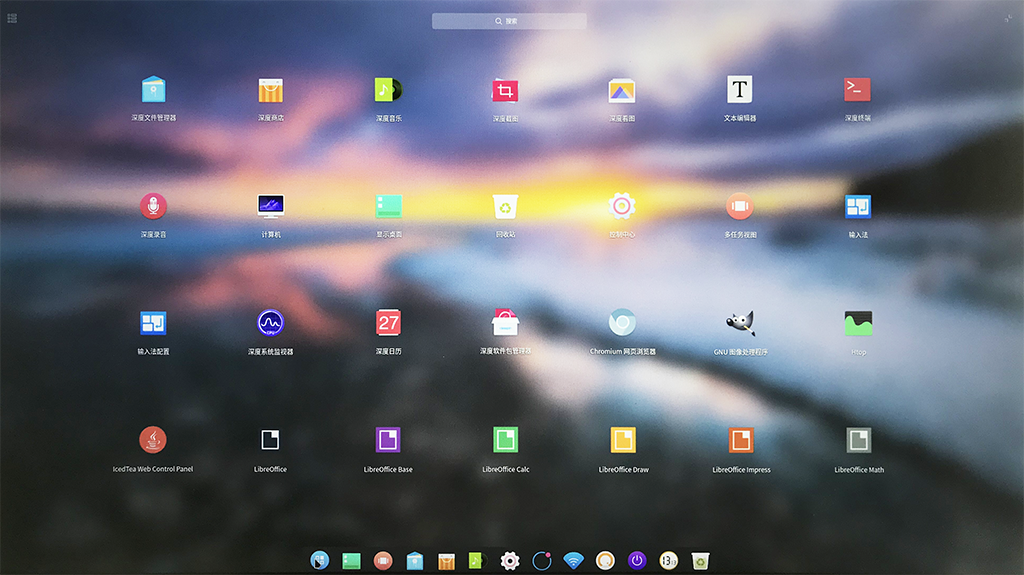 搜索
深度文件管理器
深度商店
深度音乐
深度截图
深度看图
文本编辑器
深度终端
深度录音
计算机
显示桌面
回收站
控制中心
多任务视图
输入法
输入法配置
深度系统监视器
27
深度日历
深度软件包管理器
Chromium 网页浏览器
GNU 图像处理程序
Htop
IcedTea Web Control Panel
LibreOffice
LibreOffice Base
LibreOffice Calc
LibreOffice Draw
LibreOffice Impress
LibreOffice Math